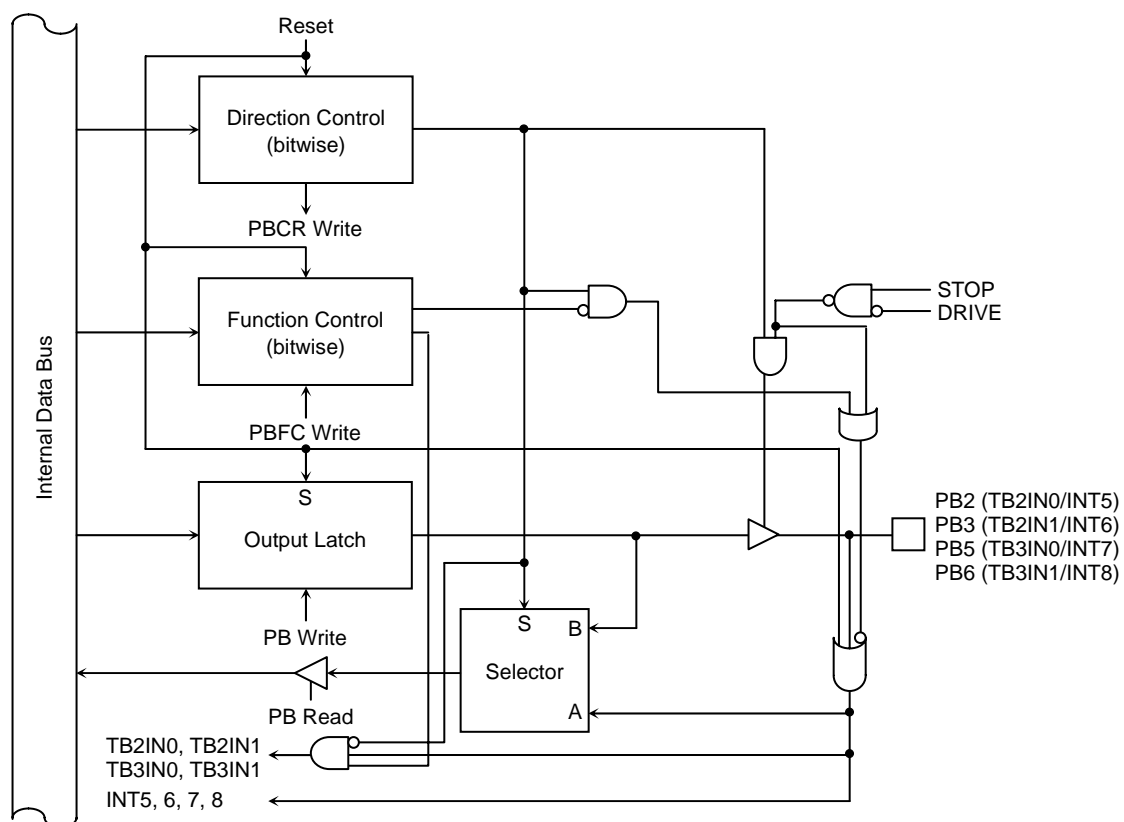 Reset
Direction Control
(bitwise)
PBCR Write
Function Control
(bitwise)
STOP
DRIVE
Internal Data Bus
PBFC Write
S
Output Latch
PB2 (TB2IN0/INT5)
PB3 (TB2IN1/INT6)
PB5 (TB3IN0/INT7)
PB6 (TB3IN1/INT8)
PB Write
S
B
Selector
A
PB Read
TB2IN0, TB2IN1
TB3IN0, TB3IN1
INT5, 6, 7, 8